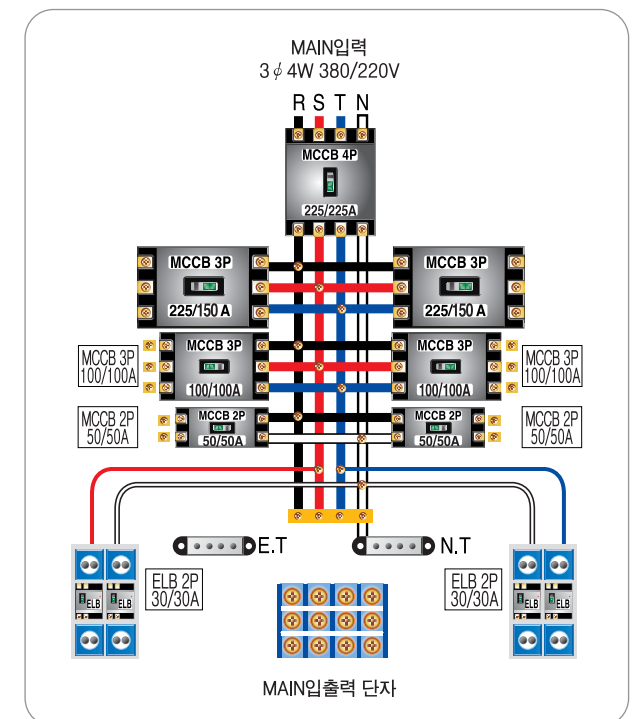 MAIN입력
3∮4W 380/220V
R S T N
MCCB 4P
225/225A
MCCB 3P
225/150 A
MCCB 3P
225/150 A
MCCB 3P
100/100A
MCCB 3P
100/100A
MCCB 3P
100/100A
MCCB 3P
100/100A
MCCB 2P
50/50A
MCCB 2P
50/50A
MCCB 2P
50/50A
MCCB 2P
50/50A
E.T
N.T
ELB 2P
30/30A
ELB 2P
30/30A
ELB
ELB
ELB
ELB
MAIN입출력 단자